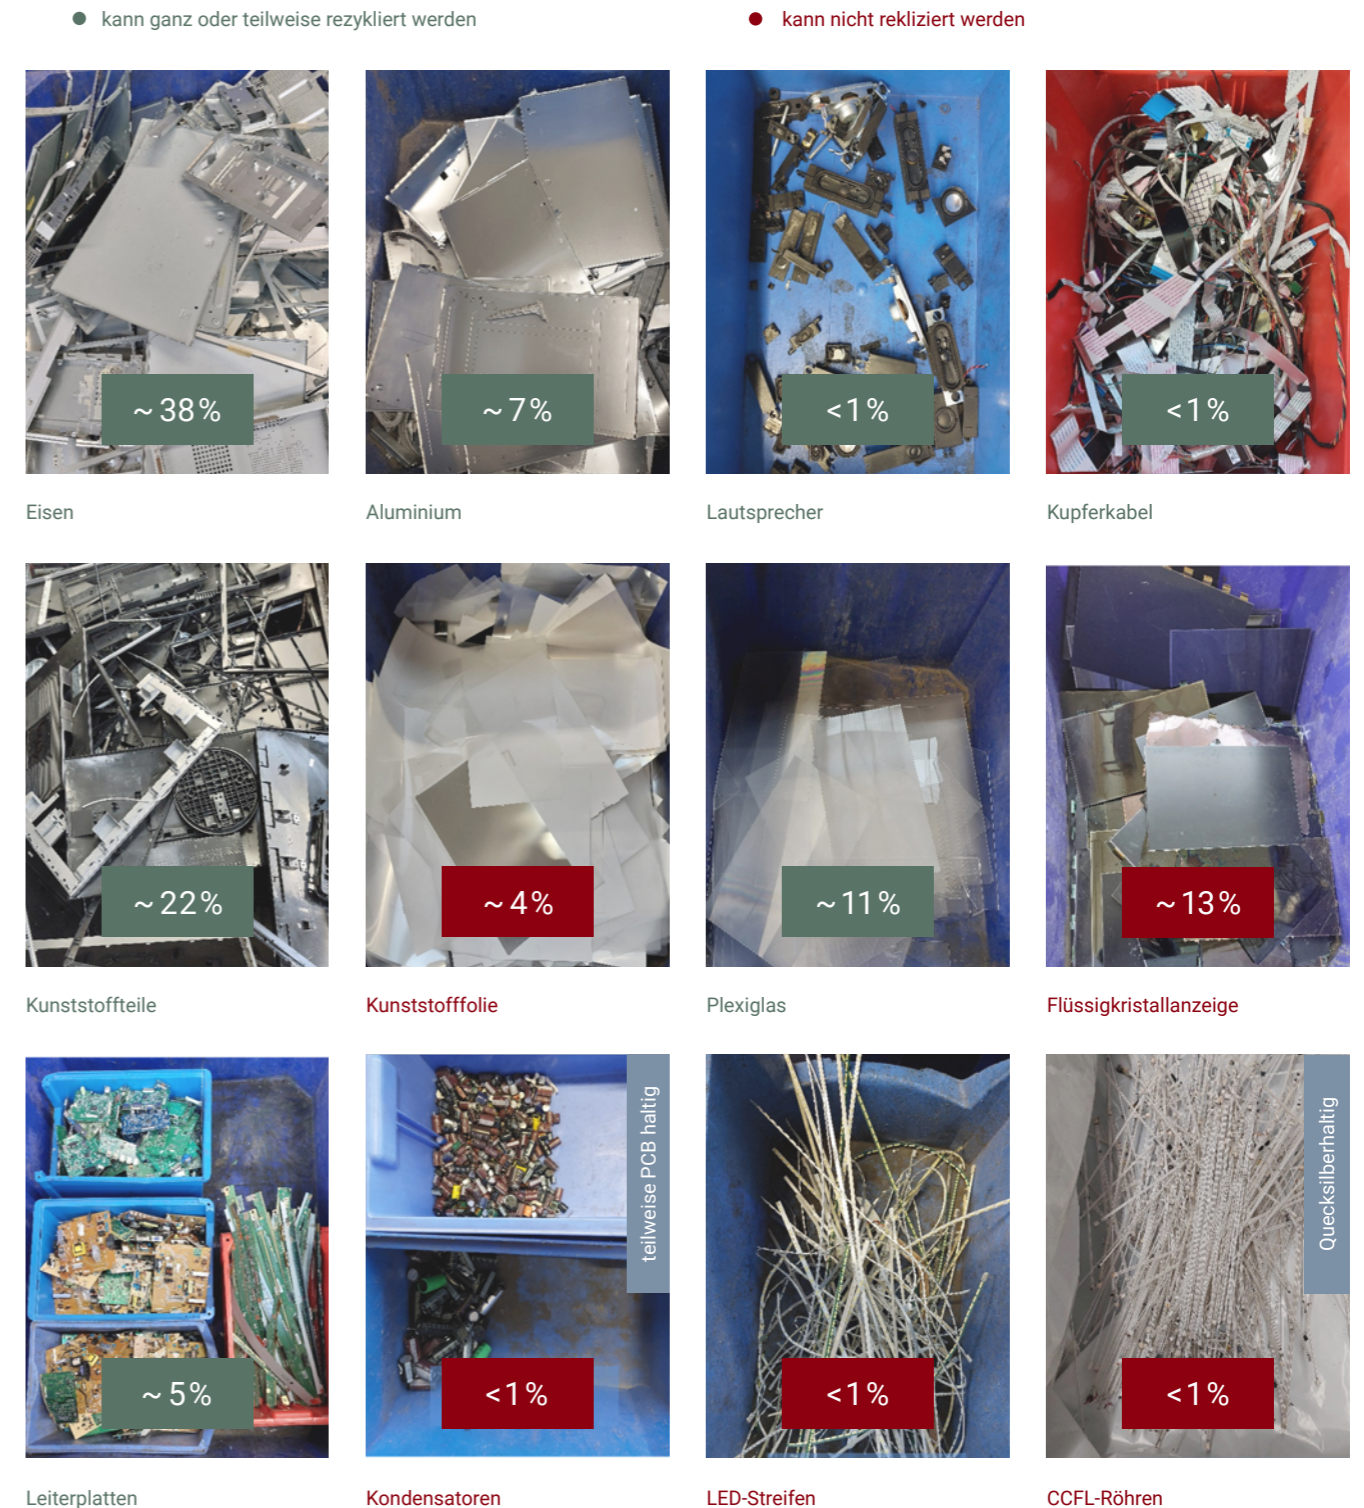 kann ganz oder teilweise rezykliert werden
kann nicht rekliziert werden
~38%
~7%
<1%
<1%
Eisen
Aluminium
Lautsprecher
Kupferkabel
~22%
~4%
~11%
~13%
Kunststoffteile
Kunststofffolie
Plexiglas
Flüssigkristallanzeige
teilweise PCB haltig
Quecksilberhaltig
~5%
<1%
<1%
<1%
Leiterplatten
Kondensatoren
LED-Streifen
CCFL-Röhren